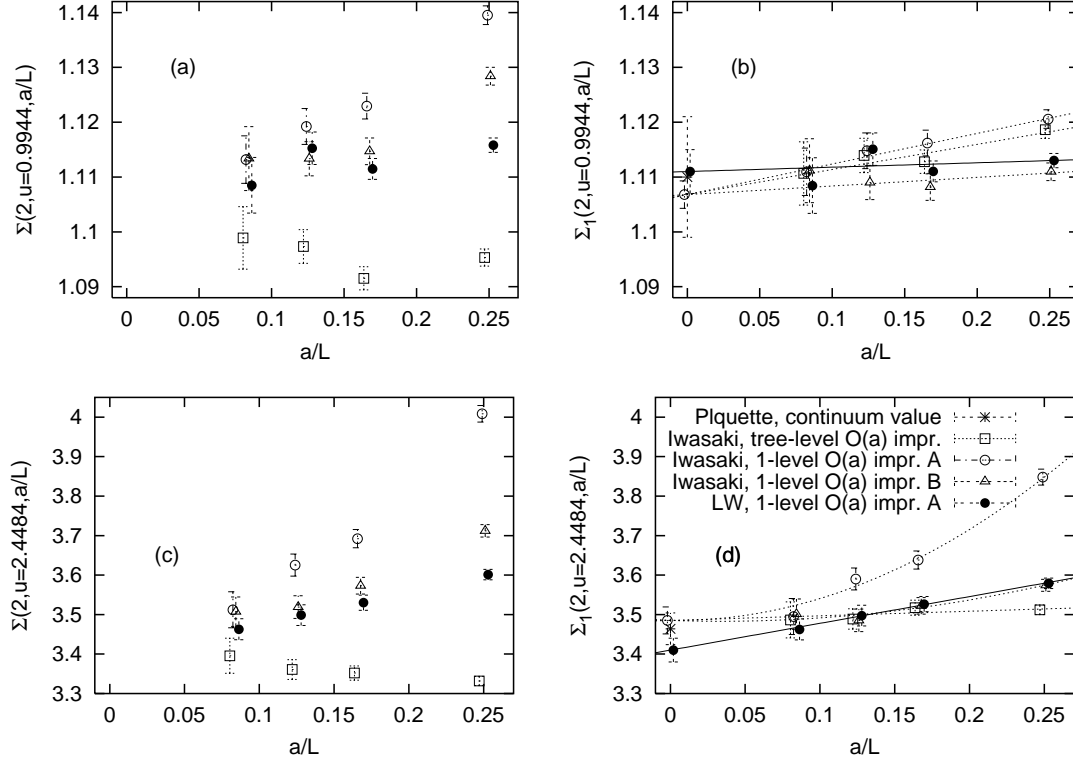 1.14
1.13
1.12
1.11
1.1
1.09
0 0.05 0.1 0.15 0.2 0.25
a/L
Σ(2,u=0.9944,a/L)
(a)
1.14
1.13
1.12
1.11
1.1
1.09
0 0.05 0.1 0.15 0.2 0.25
a/L
Σ1(2,u=0.9944,a/L)
(b)
4
3.9
3.8
3.7
3.6
3.5
3.4
3.3
0 0.05 0.1 0.15 0.2 0.25
a/L
Σ(2,u=2.4484,a/L)
(c)
4
3.9
3.8
3.7
3.6
3.5
3.4
3.3
0 0.05 0.1 0.15 0.2 0.25
a/L
Σ1(2,u=2.4484,a/L)
Plquette, continuum value
Iwasaki, tree-level O(a) impr.
Iwasaki, 1-level O(a) impr. A
Iwasaki, 1-level O(a) impr. B
LW, 1-level O(a) impr. A
(d)